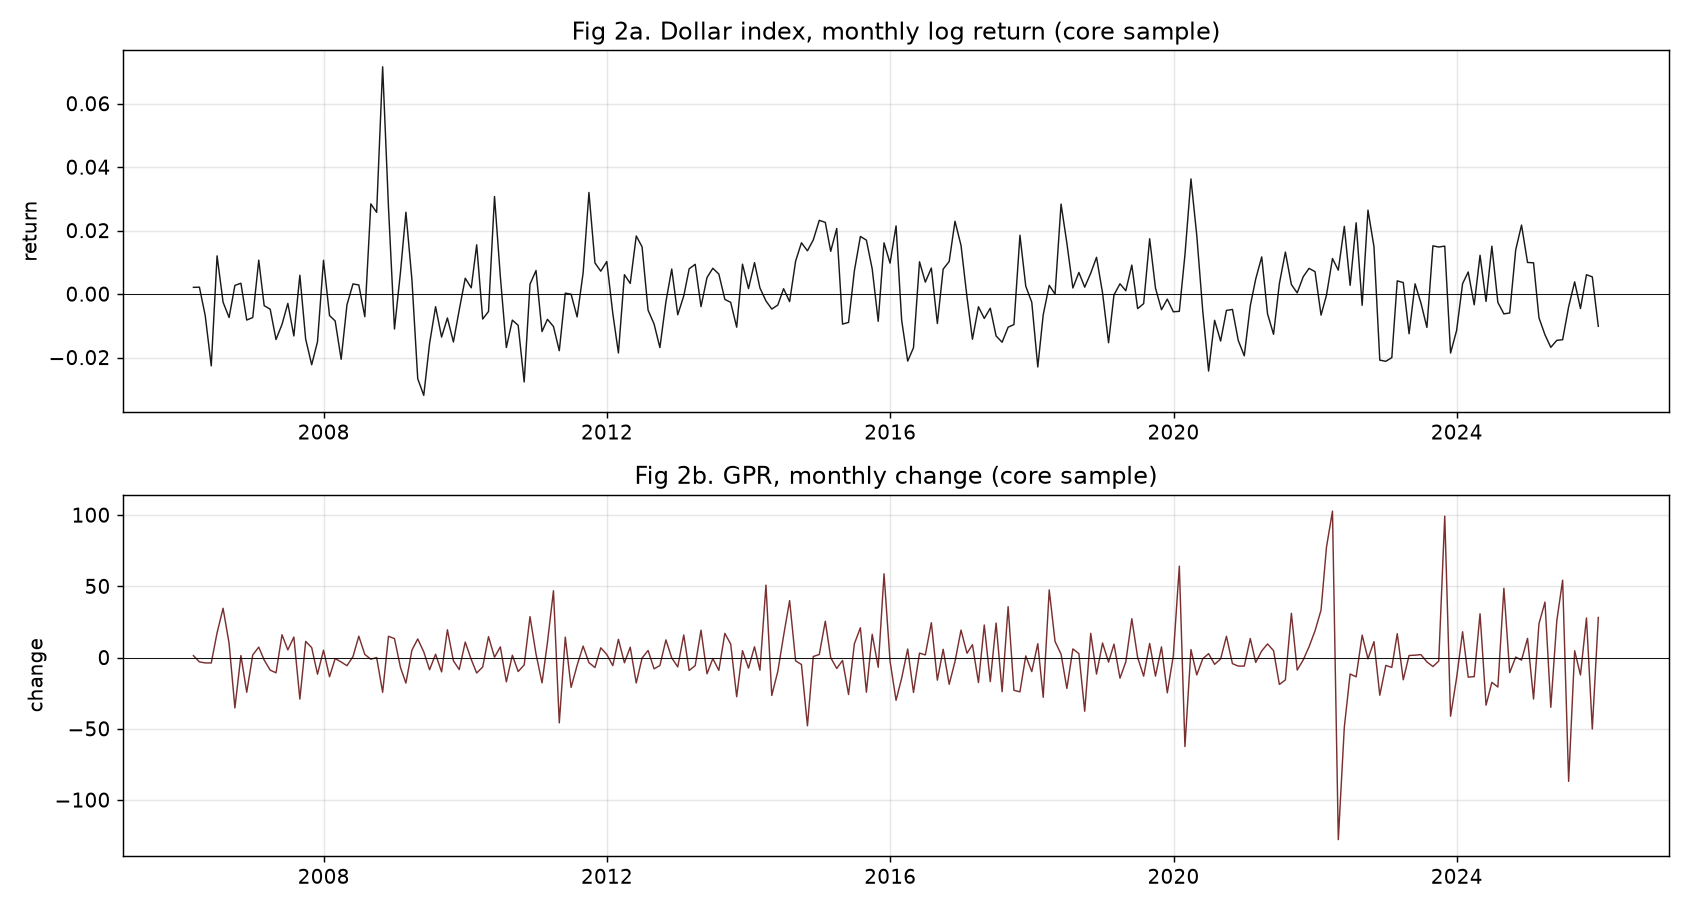 Fig 2a. Dollar index, monthly log return (core sample)
return
0.06
0.04
0.02
0.00
−0.02
2008 2012 2016 2020 2024
Fig 2b. GPR, monthly change (core sample)
change
100
50
0
−50
−100
2008 2012 2016 2020 2024